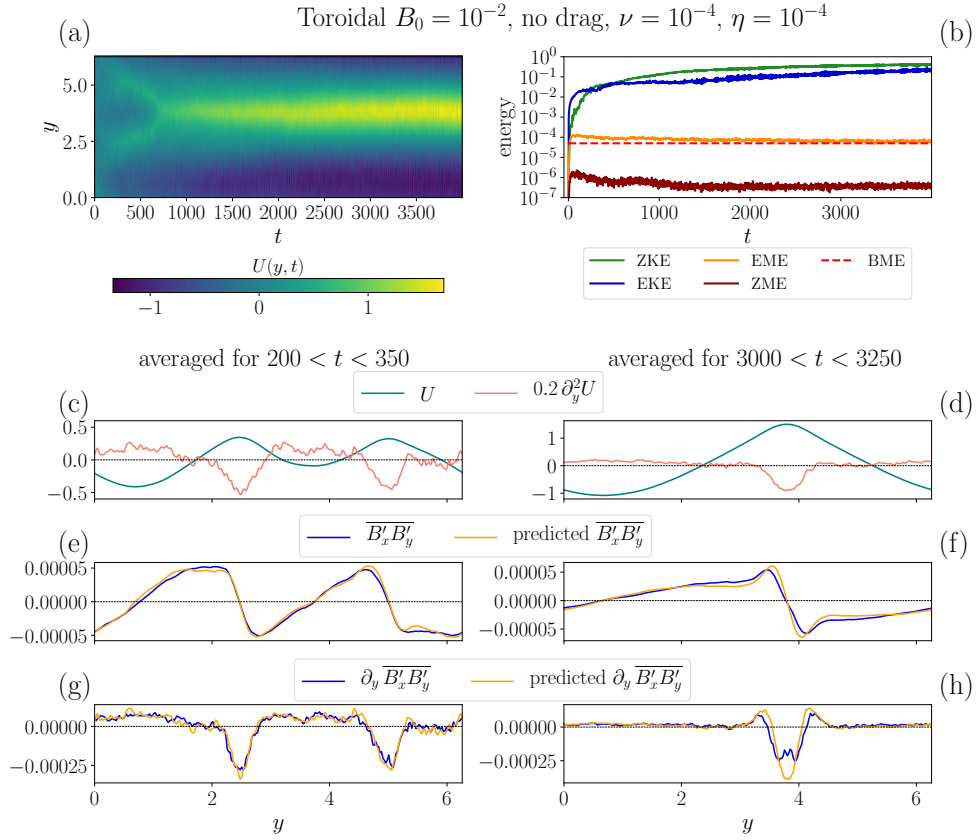 Toroidal $B_0 = 10^{-2}$, no drag, $\nu = 10^{-4}$, $\eta = 10^{-4}$
(a)
(b)
5.0
2.5
0.0
y
0 500 1000 1500 2000 2500 3000 3500
t
U(y, t)
−1 0 1
energy
10^0
10^{-1}
10^{-2}
10^{-3}
10^{-4}
10^{-5}
10^{-6}
10^{-7}
0 1000 2000 3000
t
ZKE EME BME
EKE ZME
averaged for 200 < t < 350
averaged for 3000 < t < 3250
U 0.2 ∂_y^2 U
(c)
(d)
0.5
0.0
−0.5
1
0
−1
$\overline{B'_x B'_y}$ predicted $\overline{B'_x B'_y}$
(e)
(f)
0.00005
0.00000
−0.00005
0.00005
0.00000
−0.00005
$\partial_y \overline{B'_x B'_y}$ predicted $\partial_y \overline{B'_x B'_y}$
(g)
(h)
0.00000
−0.00025
0.00000
−0.00025
0 2 4 6
y
0 2 4 6
y